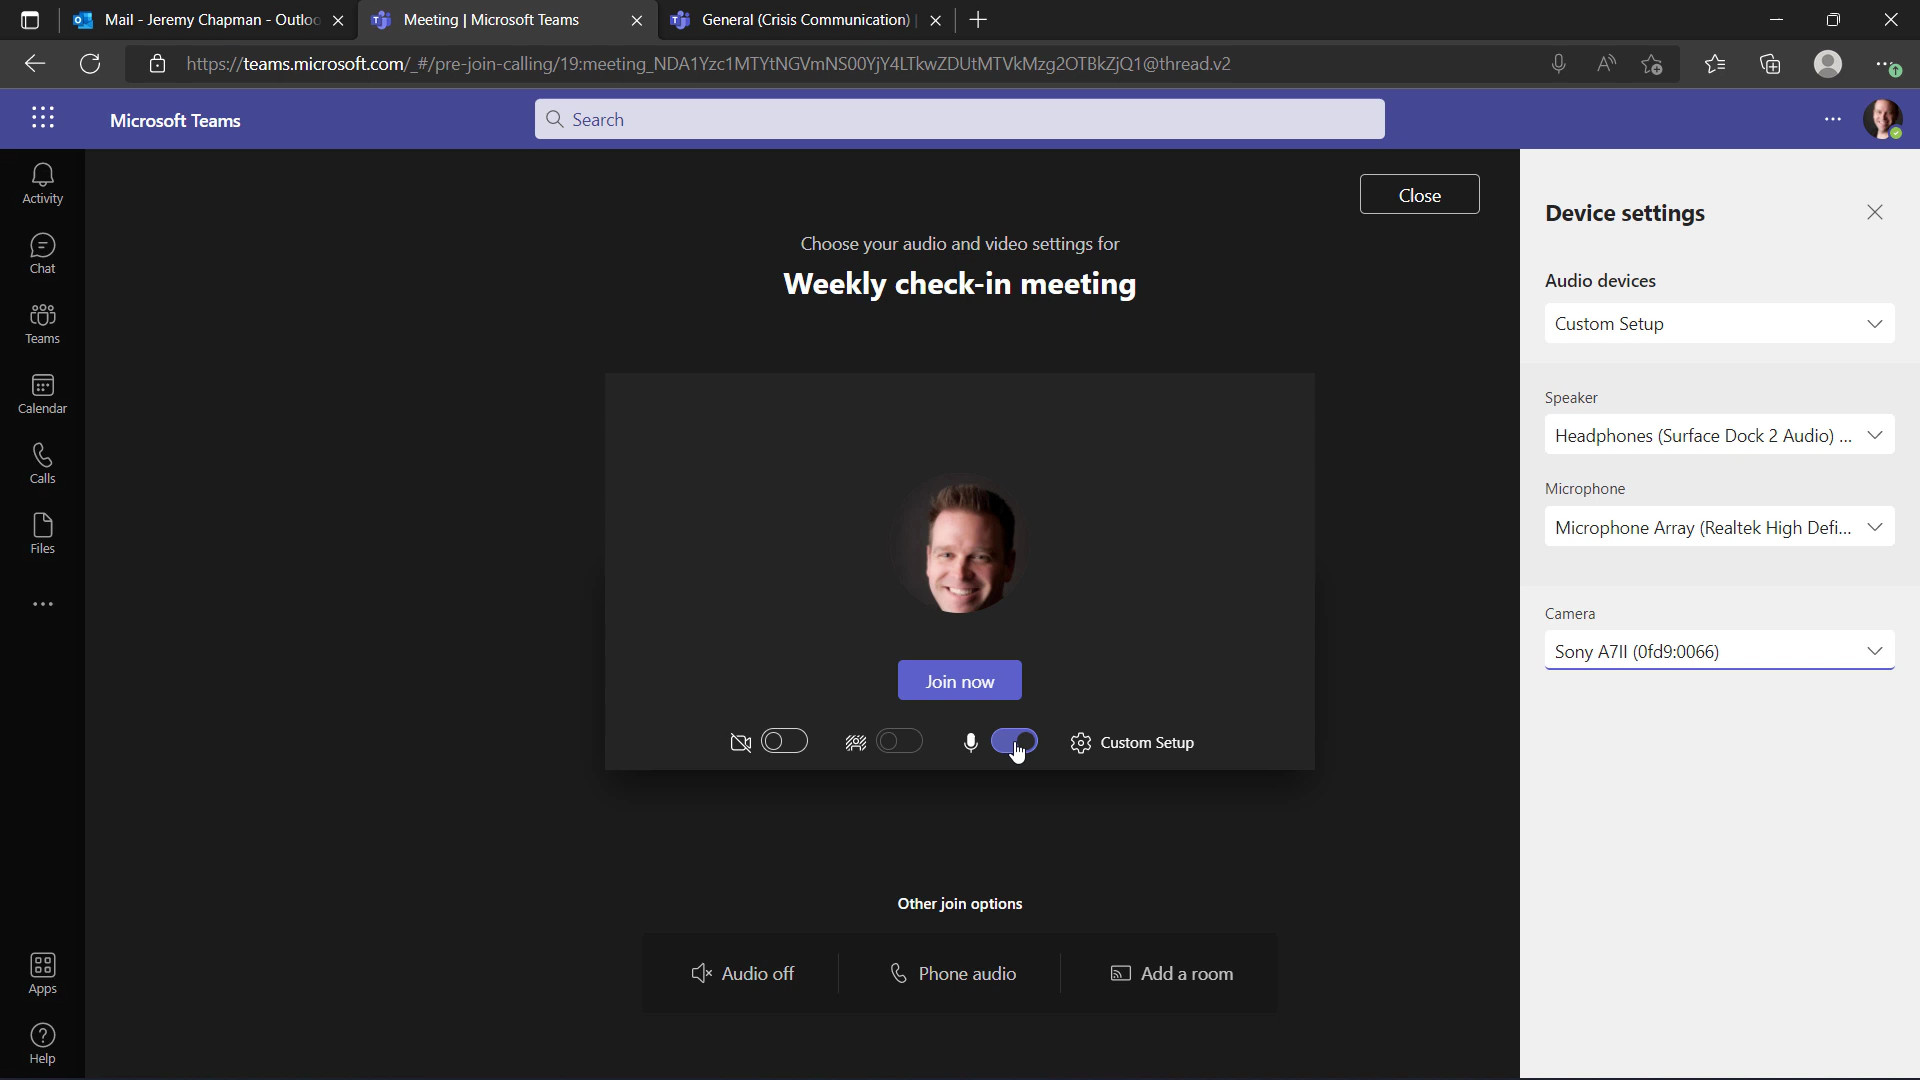 Mail - Jeremy Chapman - Outloo
Meeting | Microsoft Teams
General (Crisis Communication) |
https://teams.microsoft.com/_#/pre-join-calling/19:meeting_NDA1Yzc1MTYtNGVmNS00YjY4LTkwZDUtMTVkMzg2OTBkZjQ1@thread.v2
Microsoft Teams
Search
Activity
Chat
Teams
Calendar
Calls
Files
Apps
Help
Close
Choose your audio and video settings for
Weekly check-in meeting
Join now
Custom Setup
Other join options
Audio off
Phone audio
Add a room
Device settings
Audio devices
Custom Setup
Speaker
Headphones (Surface Dock 2 Audio) ...
Microphone
Microphone Array (Realtek High Defi...
Camera
Sony A7II (0fd9:0066)